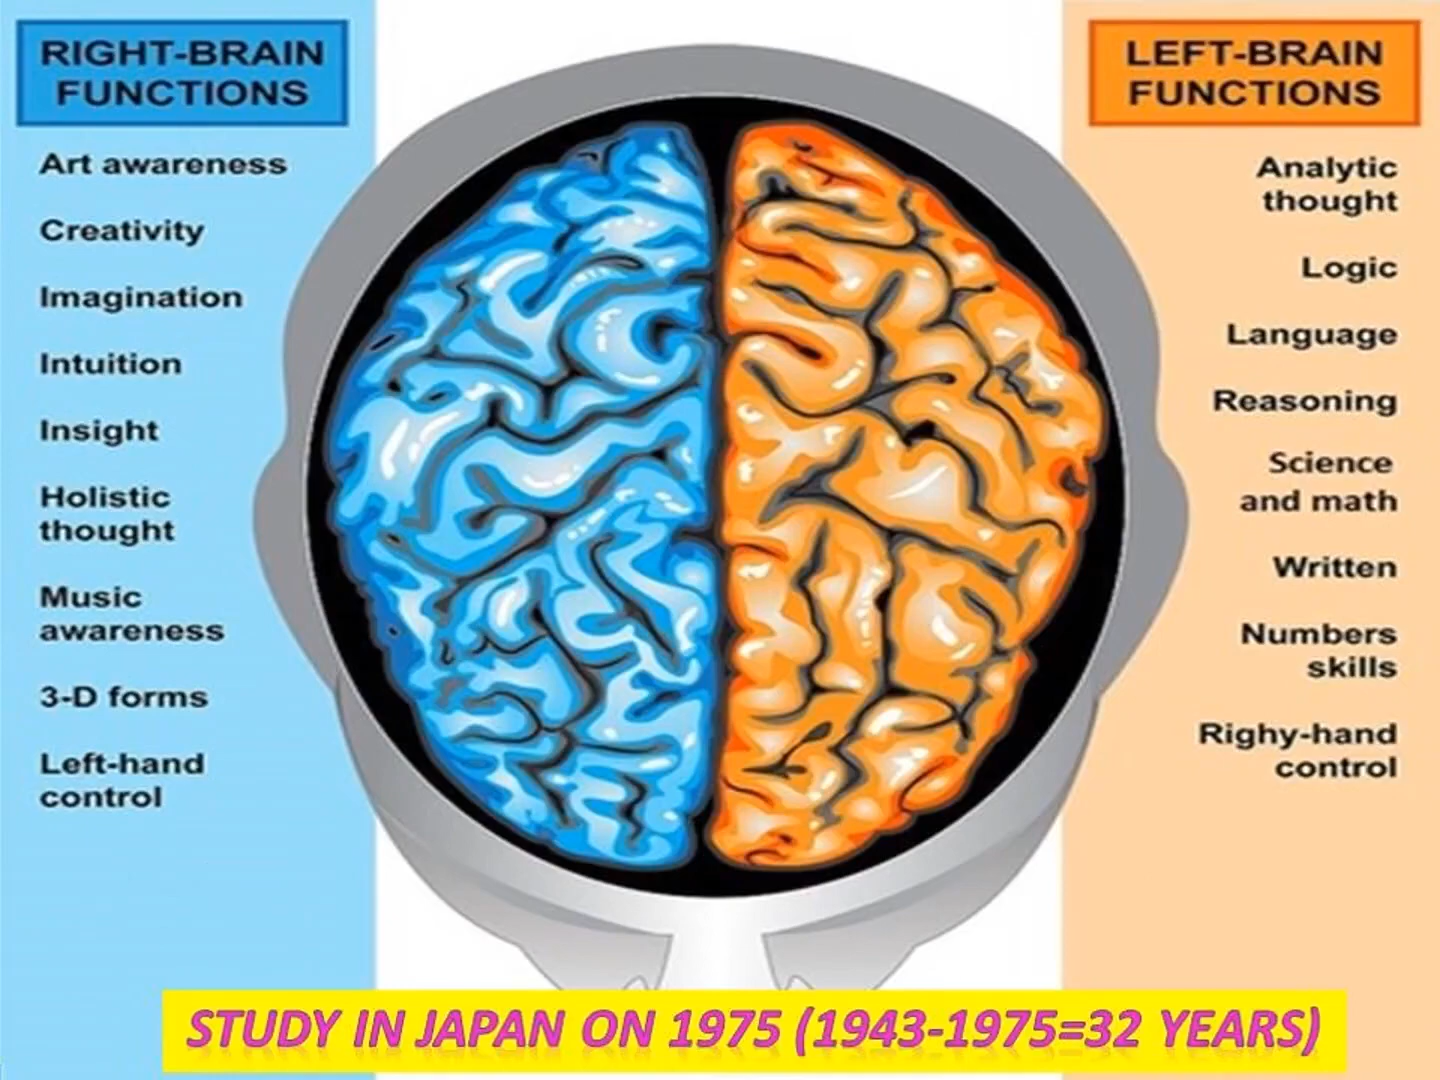 RIGHT-BRAIN
FUNCTIONS
Art awareness
Creativity
Imagination
Intuition
Insight
Holistic
thought
Music
awareness
3-D forms
Left-hand
control
LEFT-BRAIN
FUNCTIONS
Analytic
thought
Logic
Language
Reasoning
Science
and math
Written
Numbers
skills
Righy-hand
control
STUDY IN JAPAN ON 1975 (1943-1975=32 YEARS)